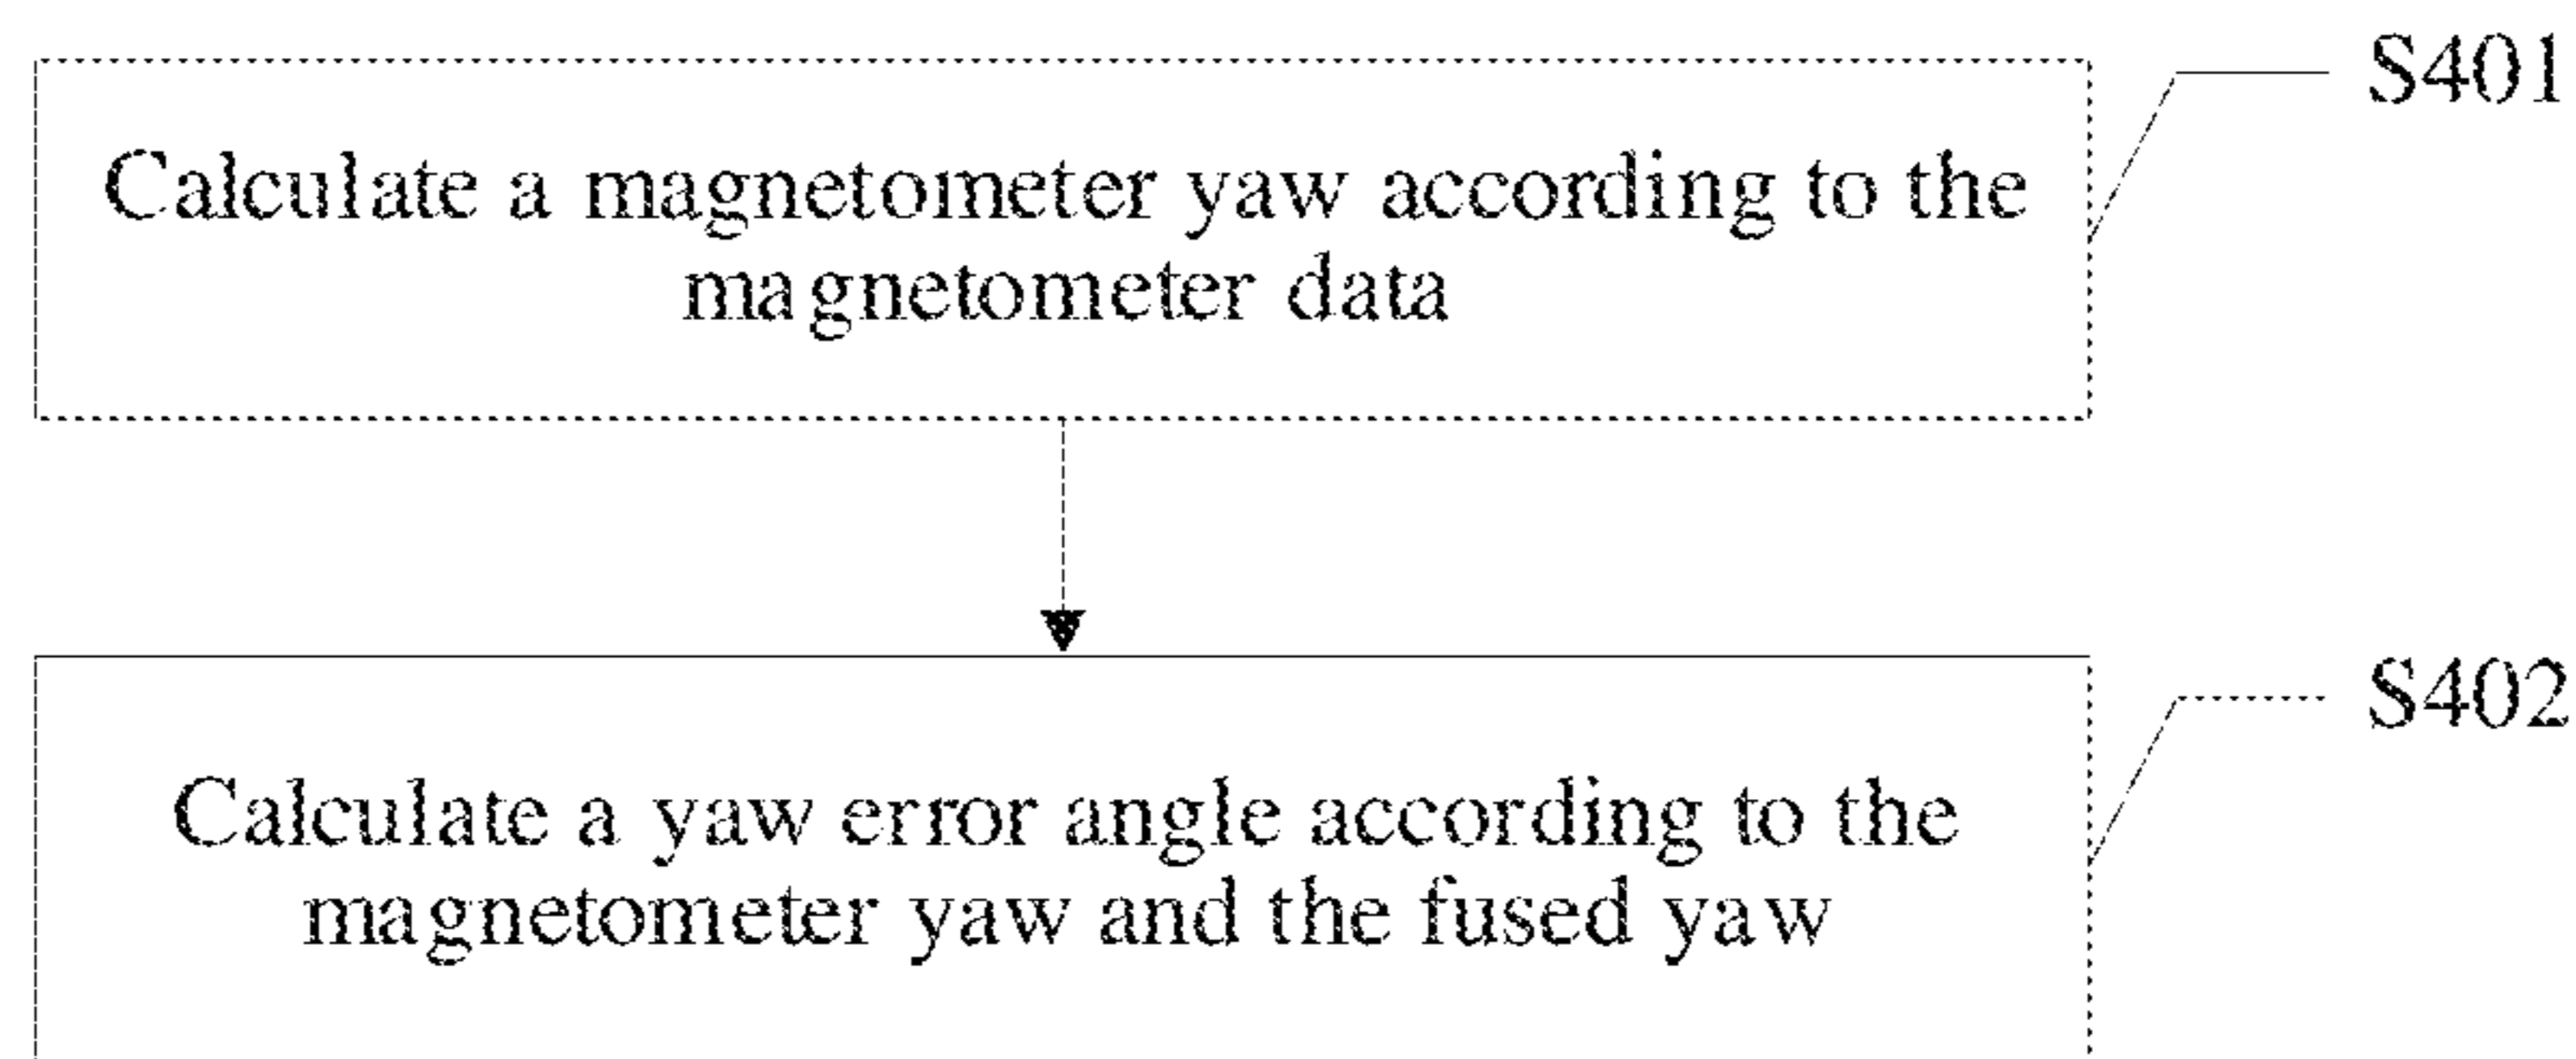 S401
Calculate a magnetometer yaw according to the
magnetometer data
S402
Calculate a yaw error angle according to the
magnetometer yaw and the fused yaw